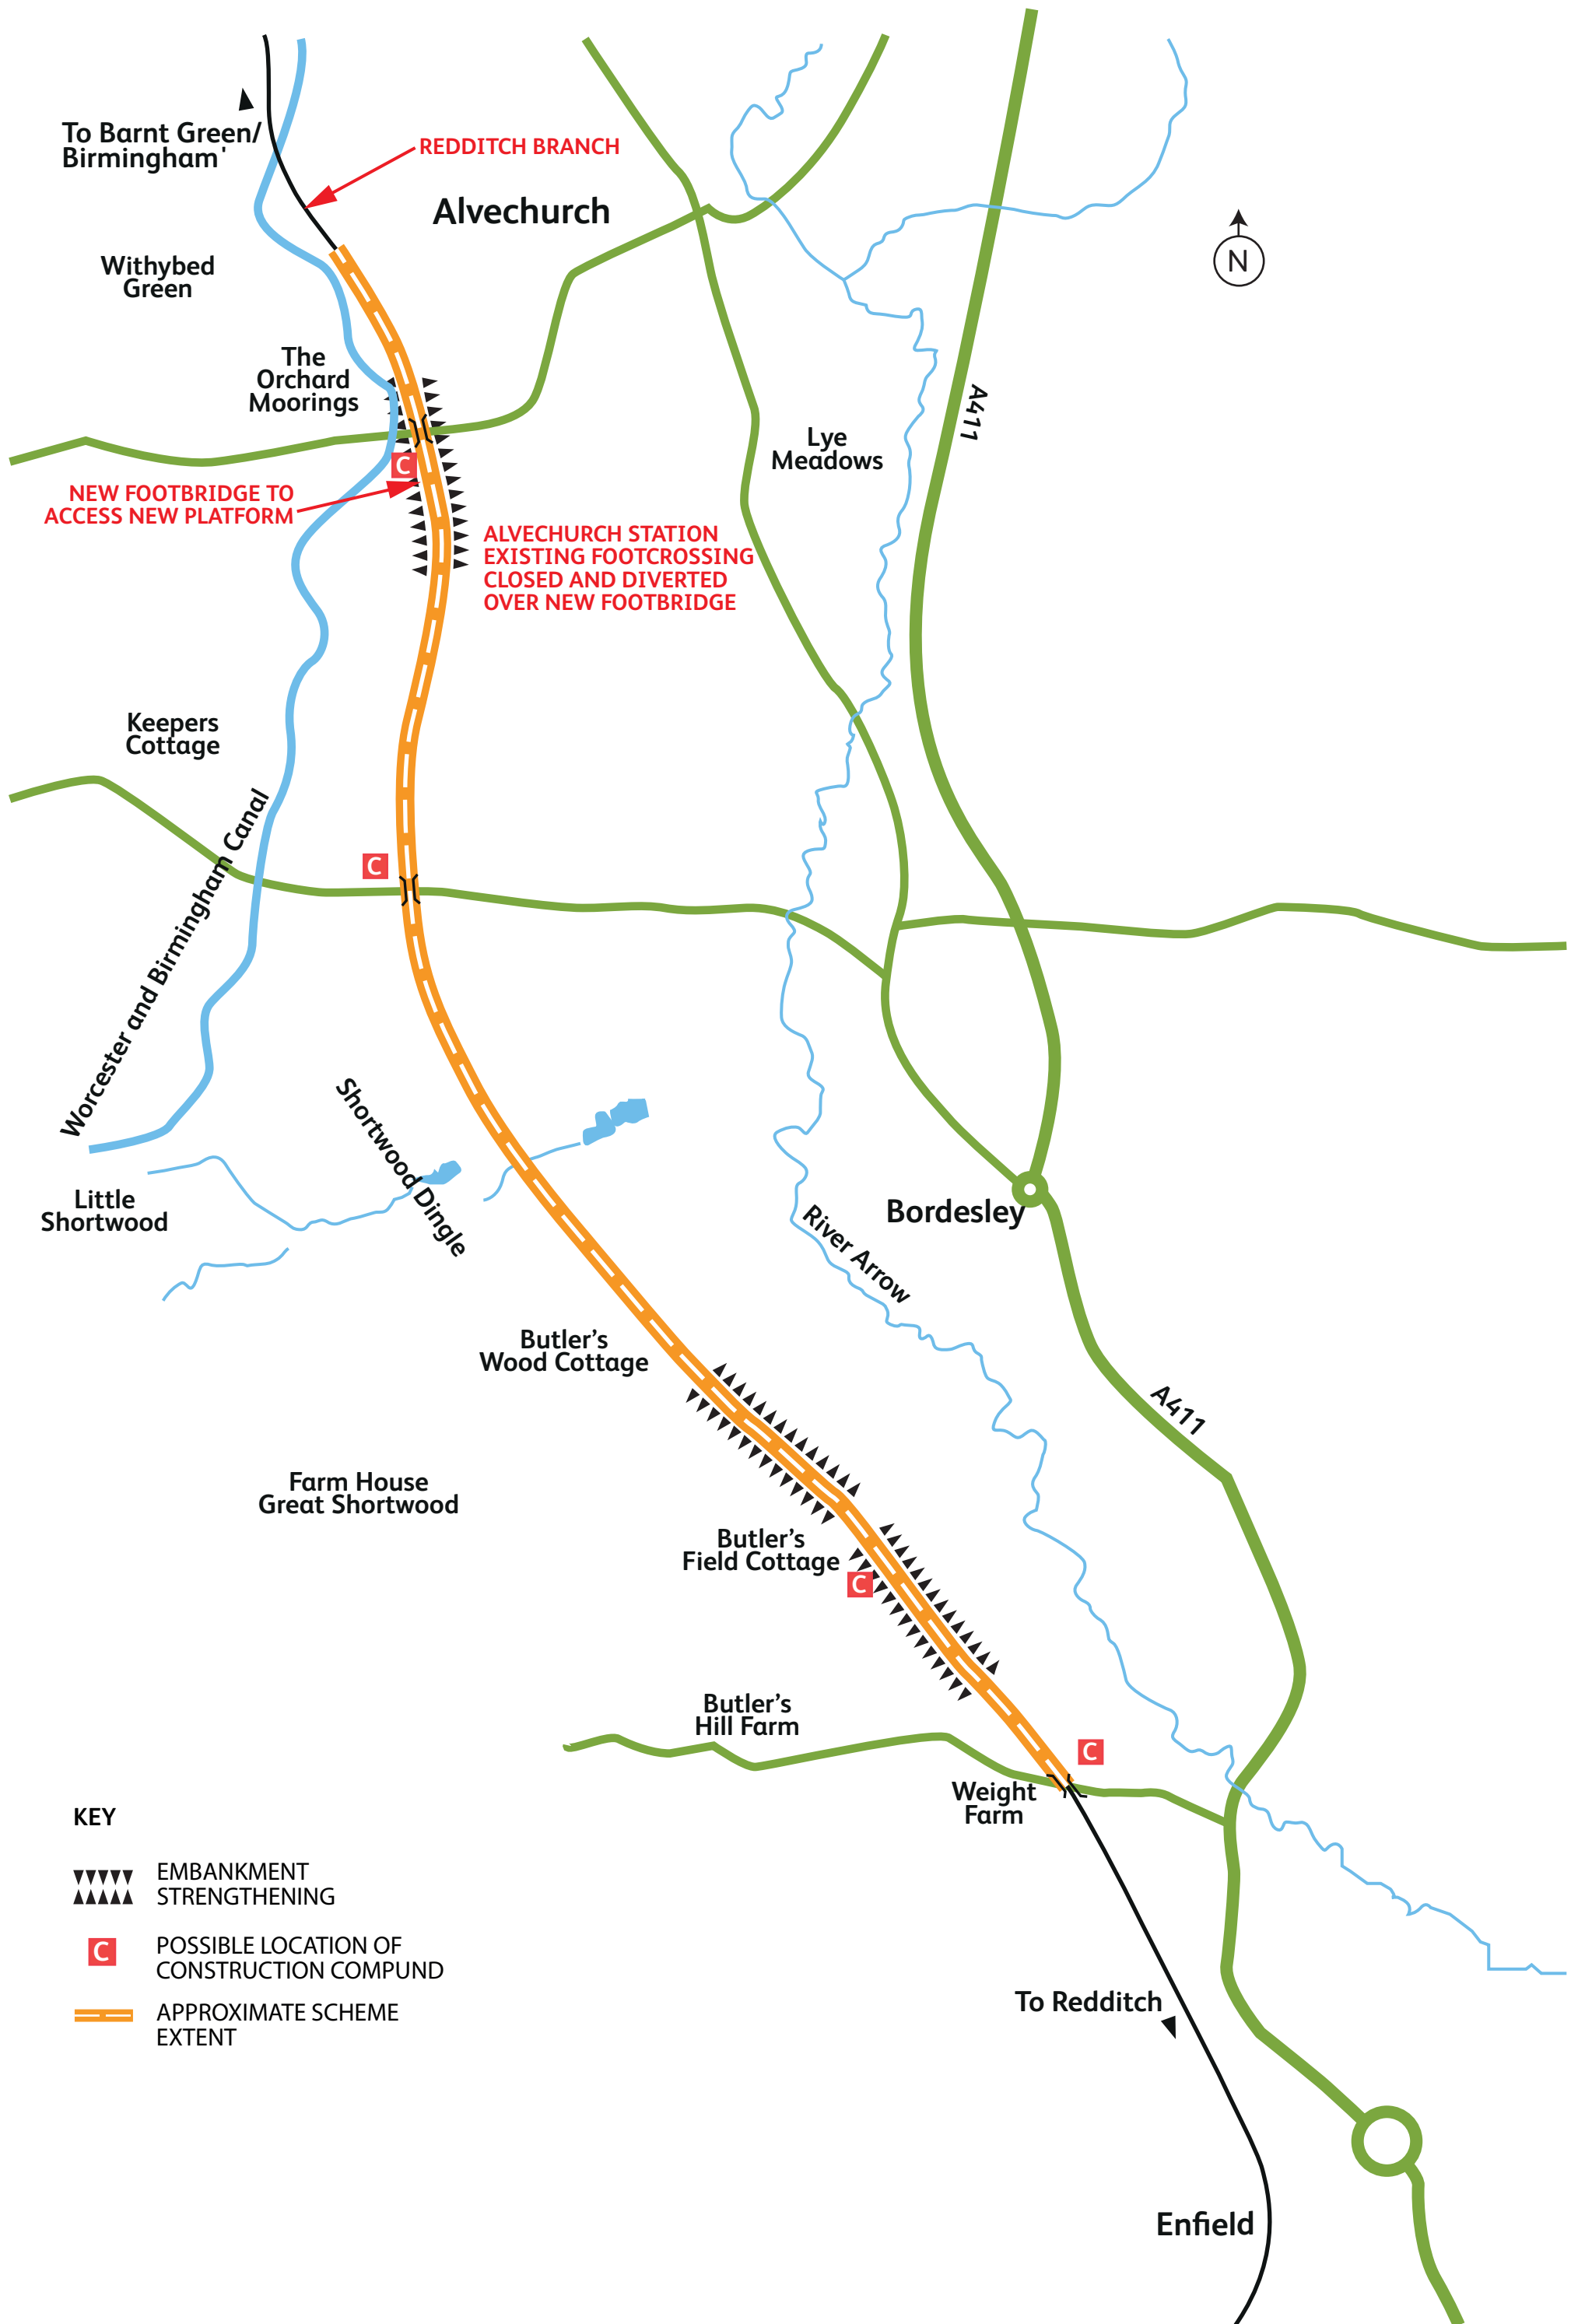 To Barnt Green/
Birmingham'
REDDITCH BRANCH
Alvechurch
N
Withybed
Green
The
Orchard
Moorings
A411
Lye
Meadows
C
NEW FOOTBRIDGE TO
ACCESS NEW PLATFORM
ALVECHURCH STATION
EXISTING FOOTCROSSING
CLOSED AND DIVERTED
OVER NEW FOOTBRIDGE
Keepers
Cottage
C
Worcester and Birmingham Canal
Shortwood Dingle
Little
Shortwood
Bordesley
River Arrow
Butler’s
Wood Cottage
A411
Farm House
Great Shortwood
Butler’s
Field Cottage
C
Butler’s
Hill Farm
C
Weight
Farm
KEY
EMBANKMENT
STRENGTHENING
C
POSSIBLE LOCATION OF
CONSTRUCTION COMPUND
APPROXIMATE SCHEME
EXTENT
To Redditch
Enfield